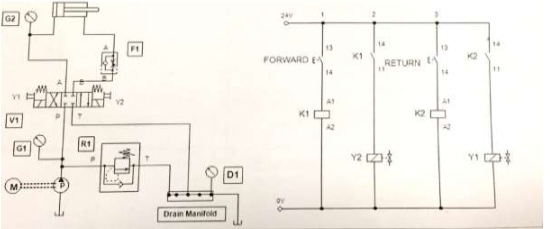 G2
F1
A
B
A
B
Y1
Y2
P
T
V1
G1
R1
P
T
D1
M
P
Drain Manifold
24V
1
2
3
4
13
14
13
14
FORWARD E
K1
RETURN E
K2
14
11
14
11
K1
A1
A2
K2
A1
A2
Y2
Y1
0V